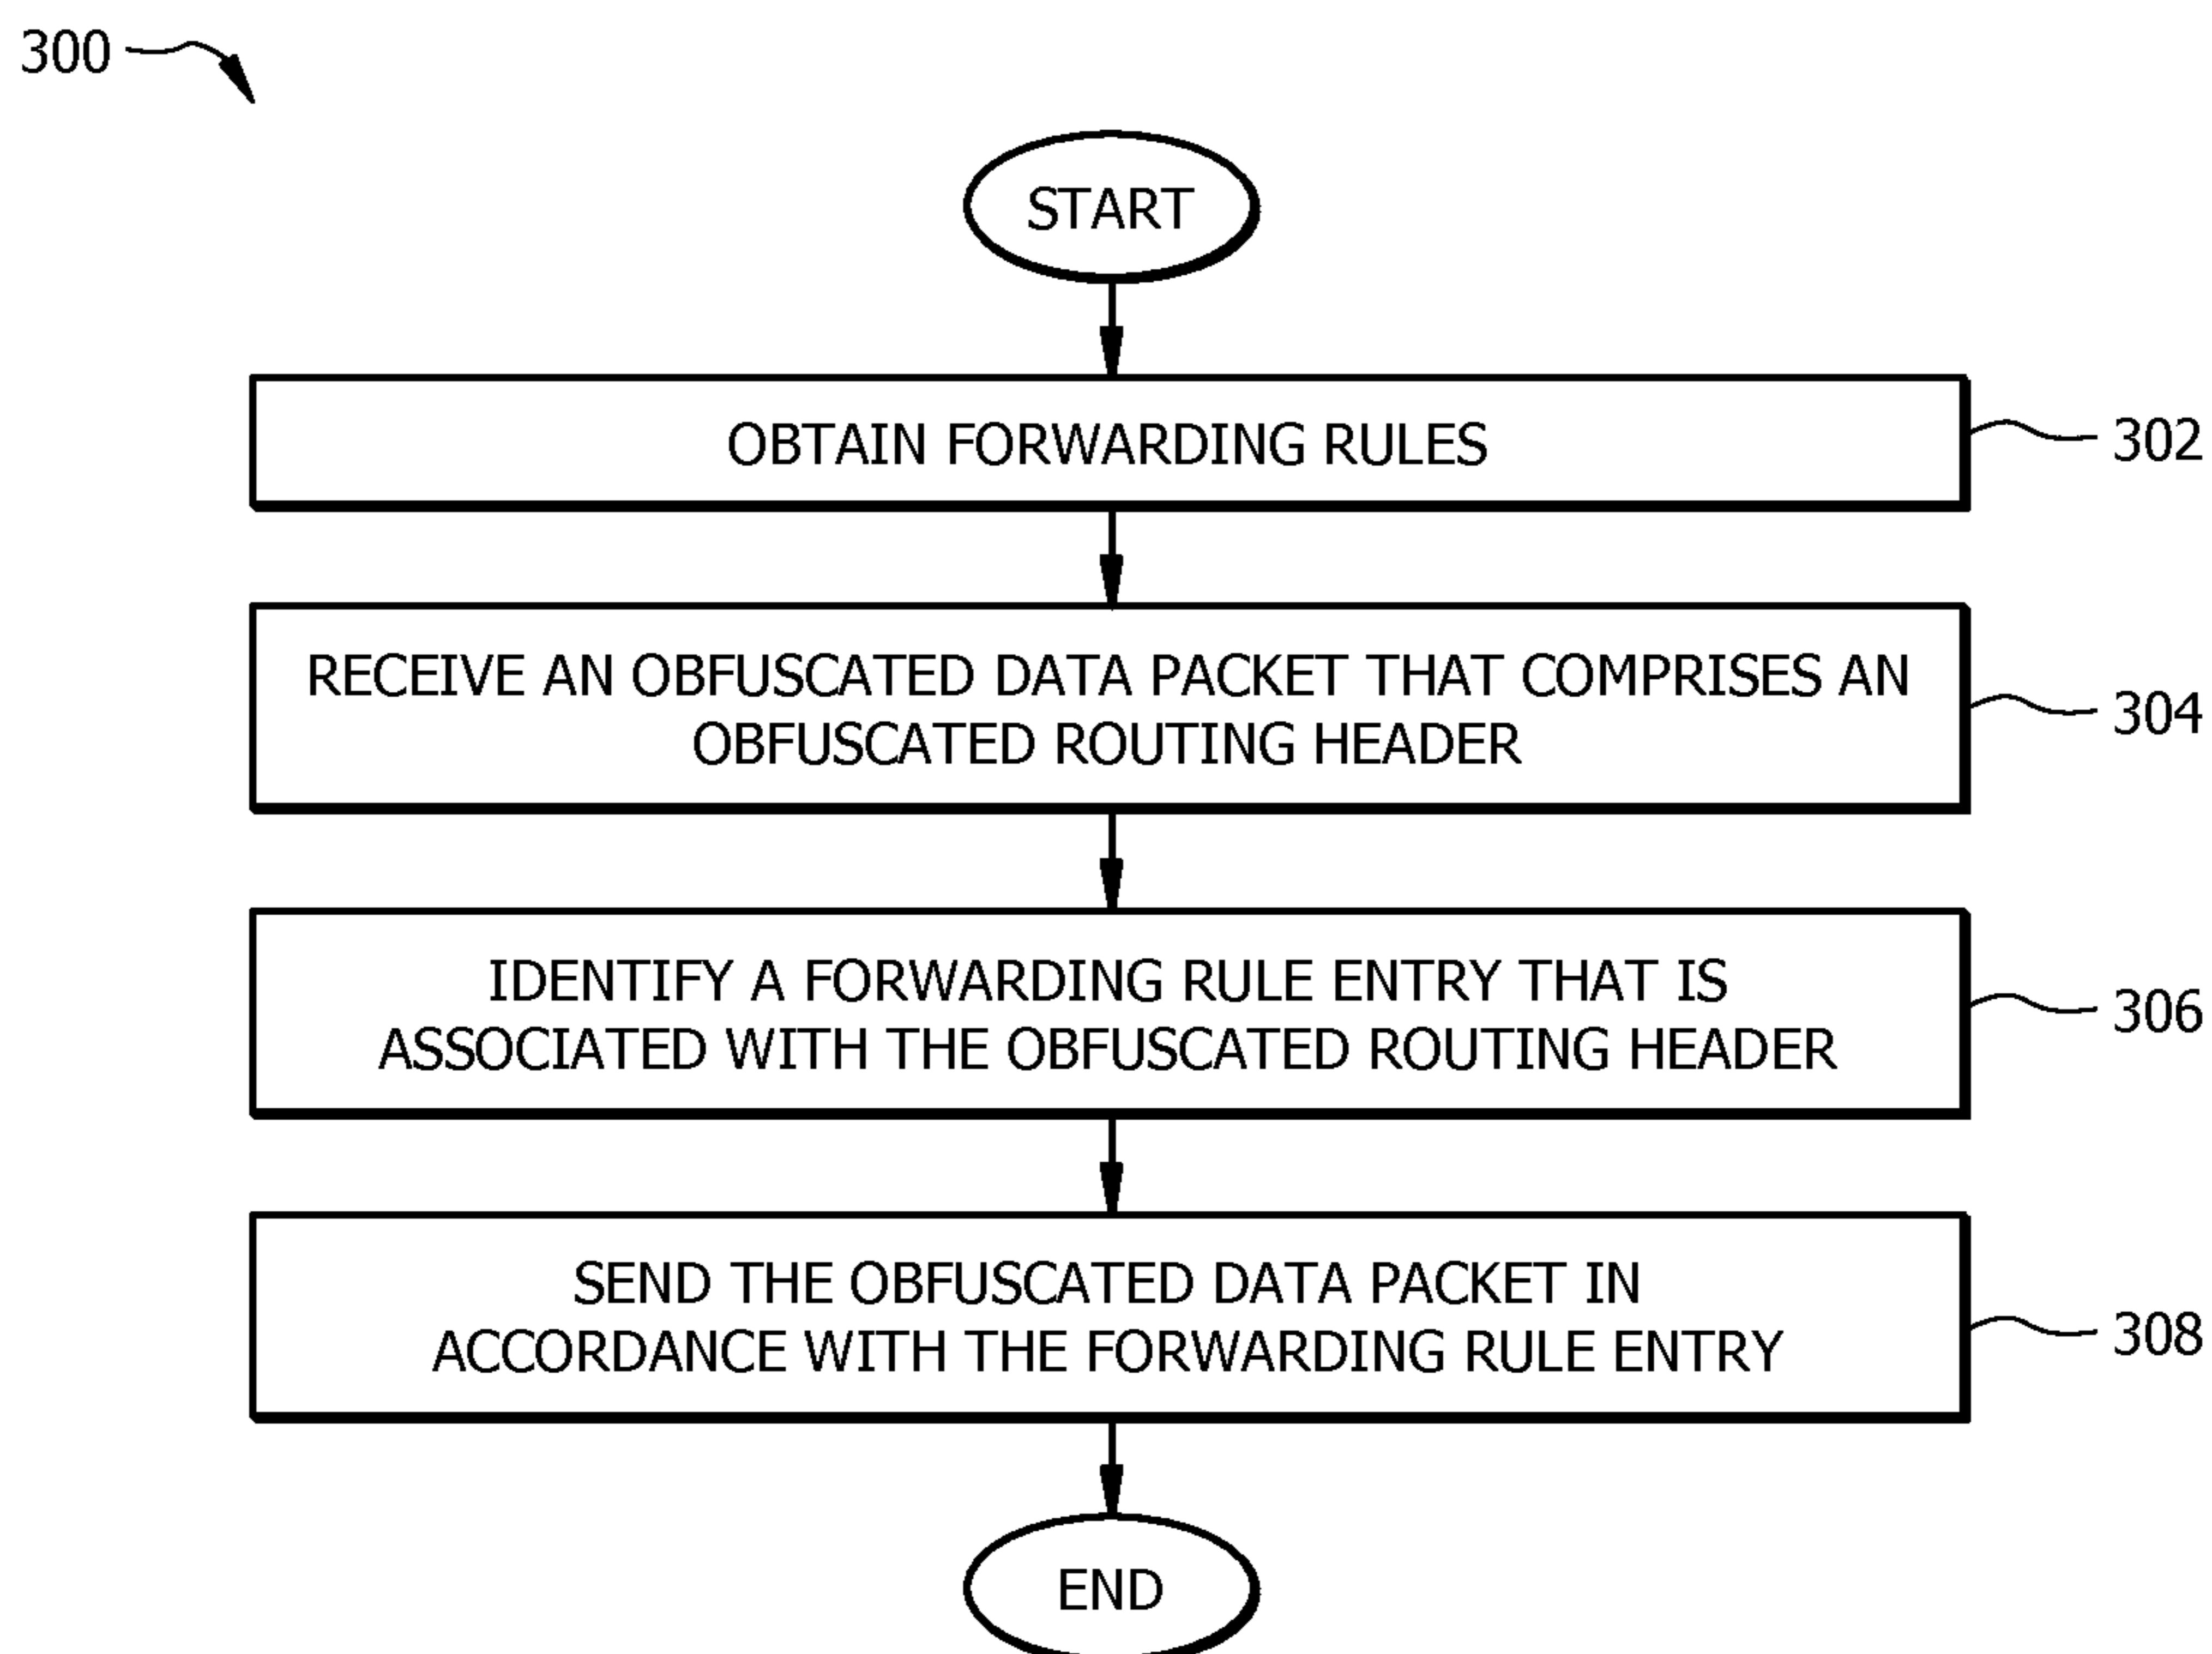 300
START
OBTAIN FORWARDING RULES
302
RECEIVE AN OBFUSCATED DATA PACKET THAT COMPRISES AN
OBFUSCATED ROUTING HEADER
304
IDENTIFY A FORWARDING RULE ENTRY THAT IS
ASSOCIATED WITH THE OBFUSCATED ROUTING HEADER
306
SEND THE OBFUSCATED DATA PACKET IN
ACCORDANCE WITH THE FORWARDING RULE ENTRY
308
END